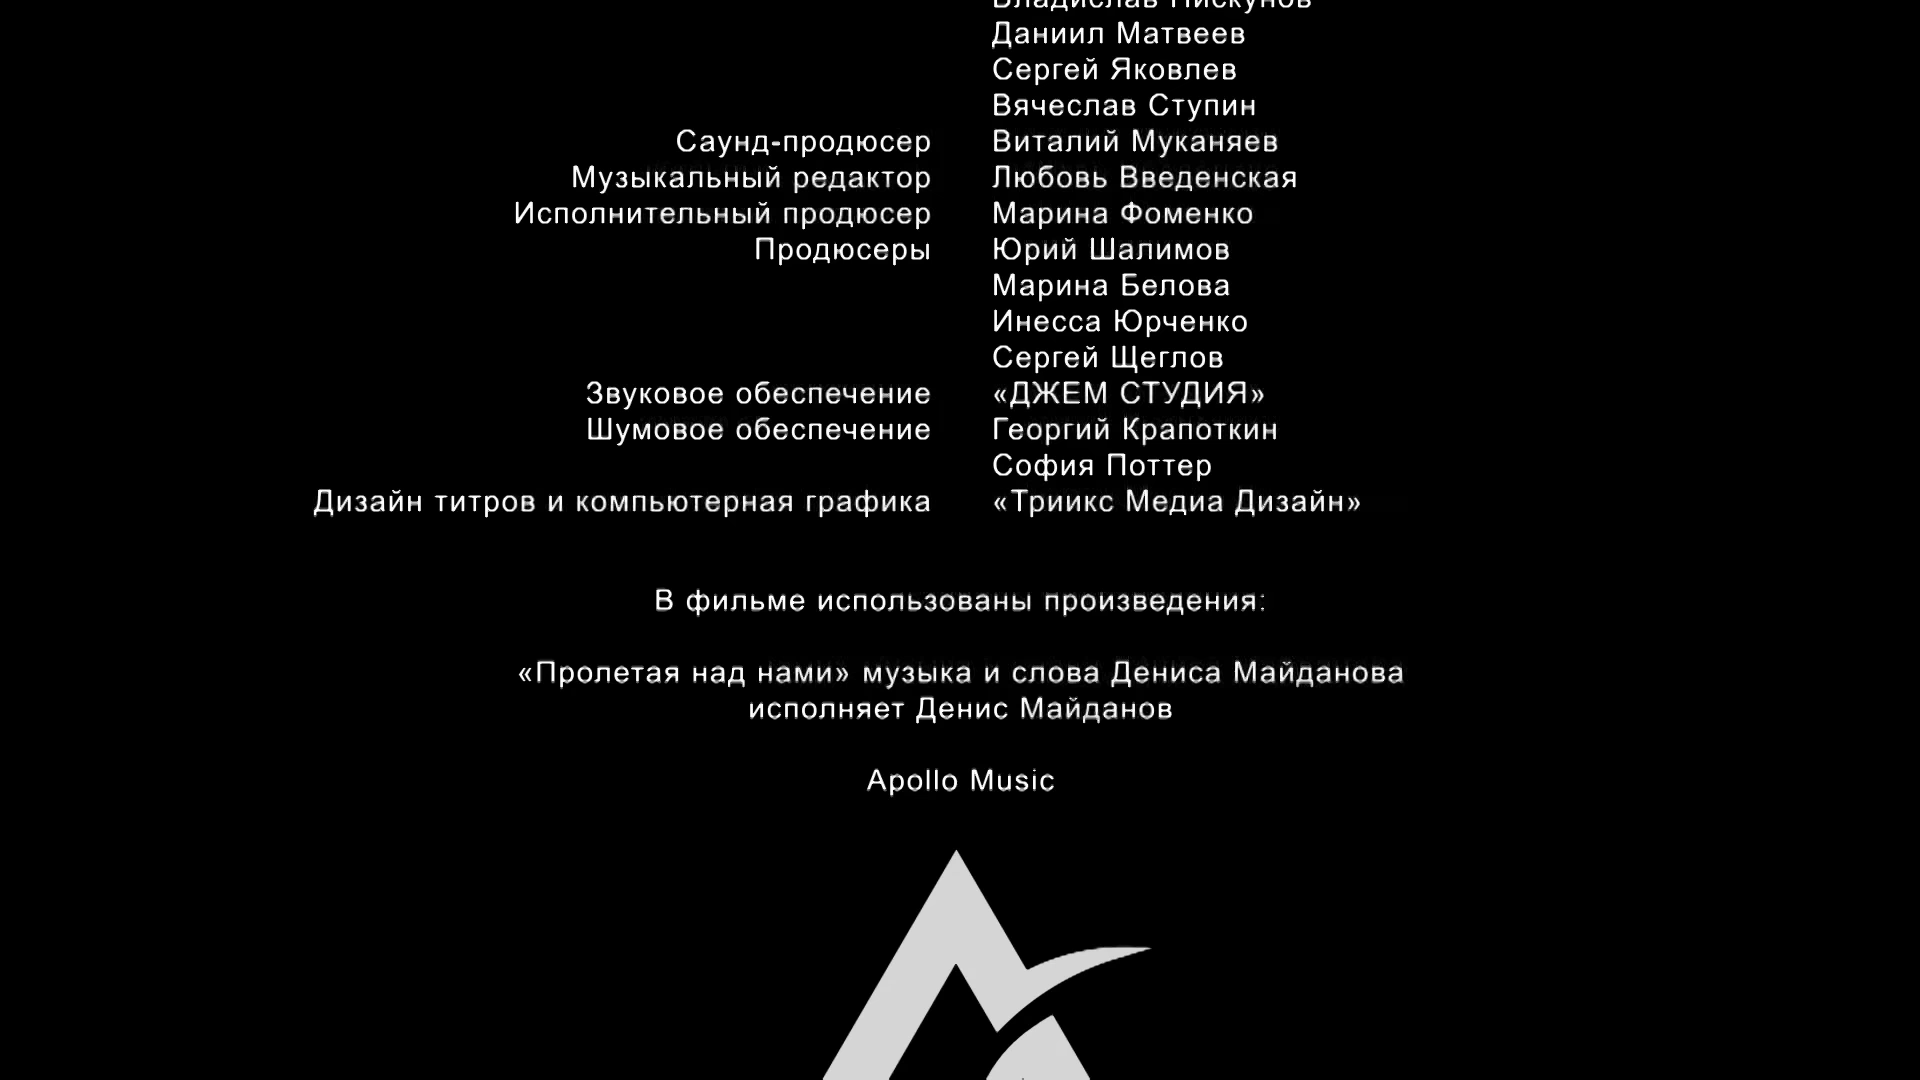 Владислав Пискунов
Даниил Матвеев
Сергей Яковлев
Вячеслав Ступин
Саунд-продюсер Виталий Муканяев
Музыкальный редактор Любовь Введенская
Исполнительный продюсер Марина Фоменко
Продюсеры Юрий Шалимов
Марина Белова
Инесса Юрченко
Сергей Щеглов
Звуковое обеспечение «ДЖЕМ СТУДИЯ»
Шумовое обеспечение Георгий Крапоткин
София Поттер
Дизайн титров и компьютерная графика «Триикс Медиа Дизайн»
В фильме использованы произведения:
«Пролетая над нами» музыка и слова Дениса Майданова
исполняет Денис Майданов
Apollo Music